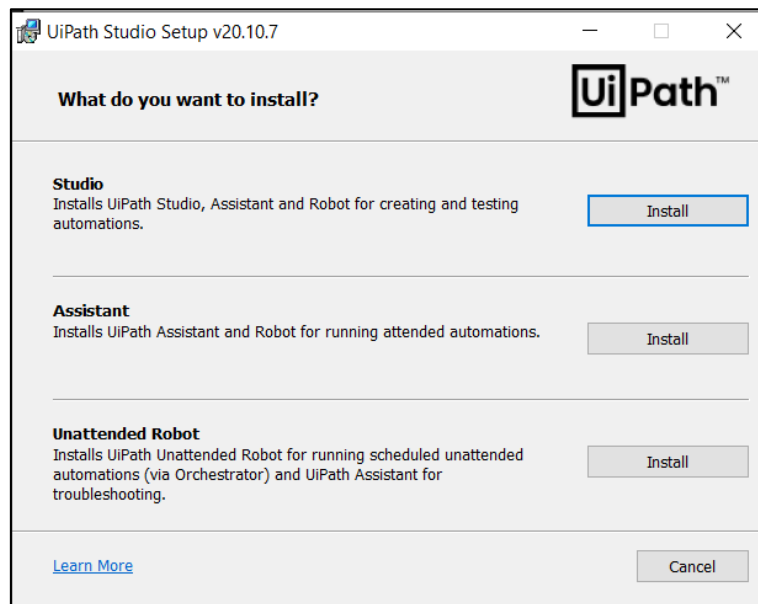 UiPath Studio Setup v20.10.7
What do you want to install?
UiPath™
Studio
Installs UiPath Studio, Assistant and Robot for creating and testing
automations.
Install
Assistant
Installs UiPath Assistant and Robot for running attended automations.
Install
Unattended Robot
Installs UiPath Unattended Robot for running scheduled unattended
automations (via Orchestrator) and UiPath Assistant for
troubleshooting.
Install
Learn More
Cancel